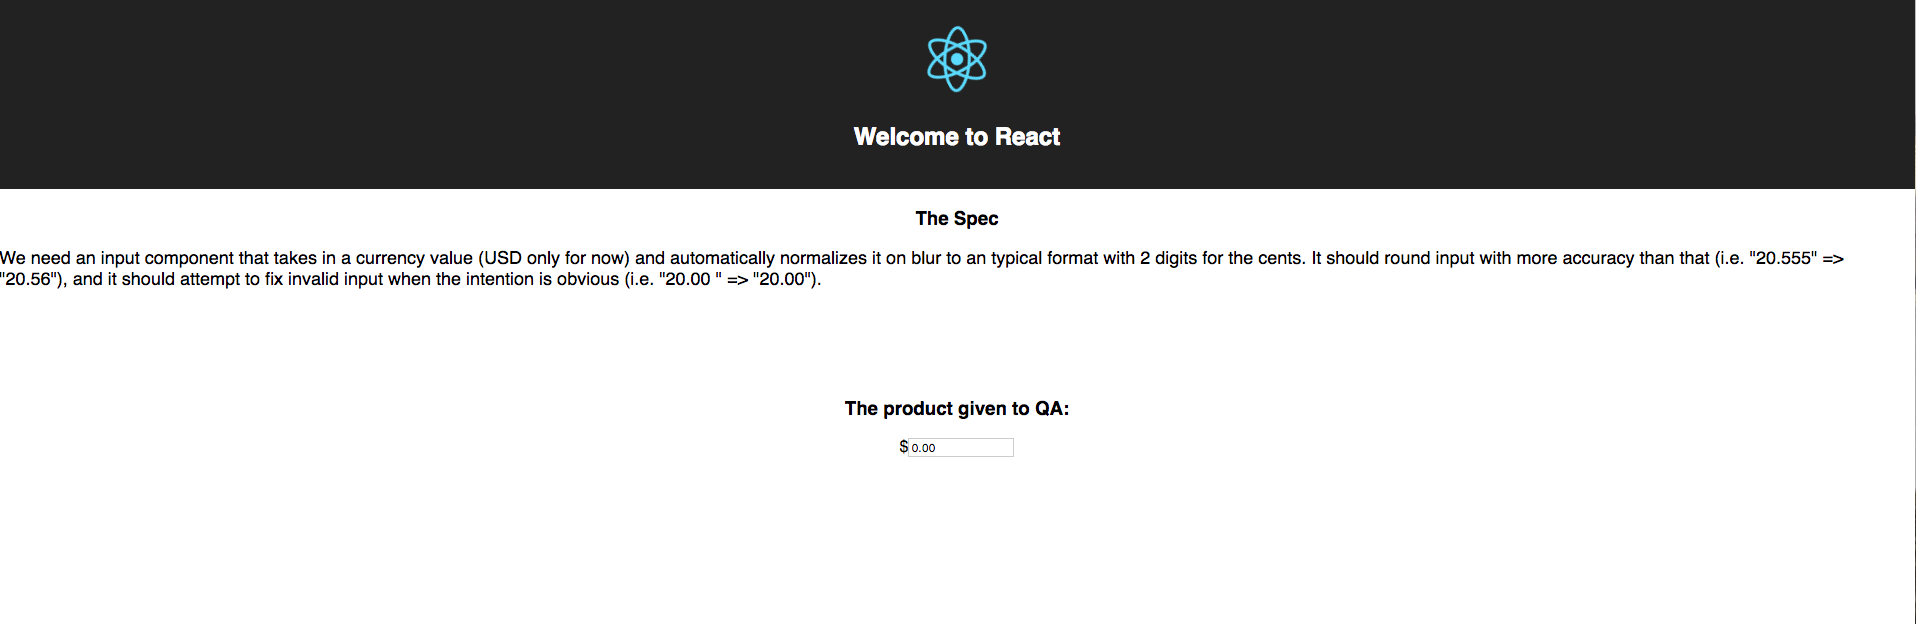 Welcome to React
The Spec
We need an input component that takes in a currency value (USD only for now) and automatically normalizes it on blur to an typical format with 2 digits for the cents. It should round input with more accuracy than that (i.e. "20.555" =>
"20.56"), and it should attempt to fix invalid input when the intention is obvious (i.e. "20.00 " => "20.00").
The product given to QA:
$ 0.00